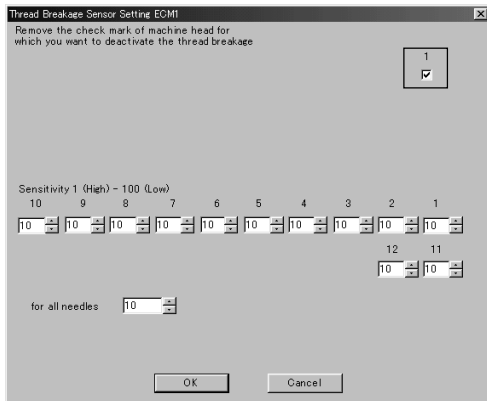 Thread Breakage Sensor Setting ECM1
Remove the check mark of machine head for
which you want to deactivate the thread breakage
1
Sensitivity 1 (High) - 100 (Low)
10 9 8 7 6 5 4 3 2 1
10 10 10 10 10 10 10 10 10 10
12 11
10 10
for all needles 10
OK Cancel